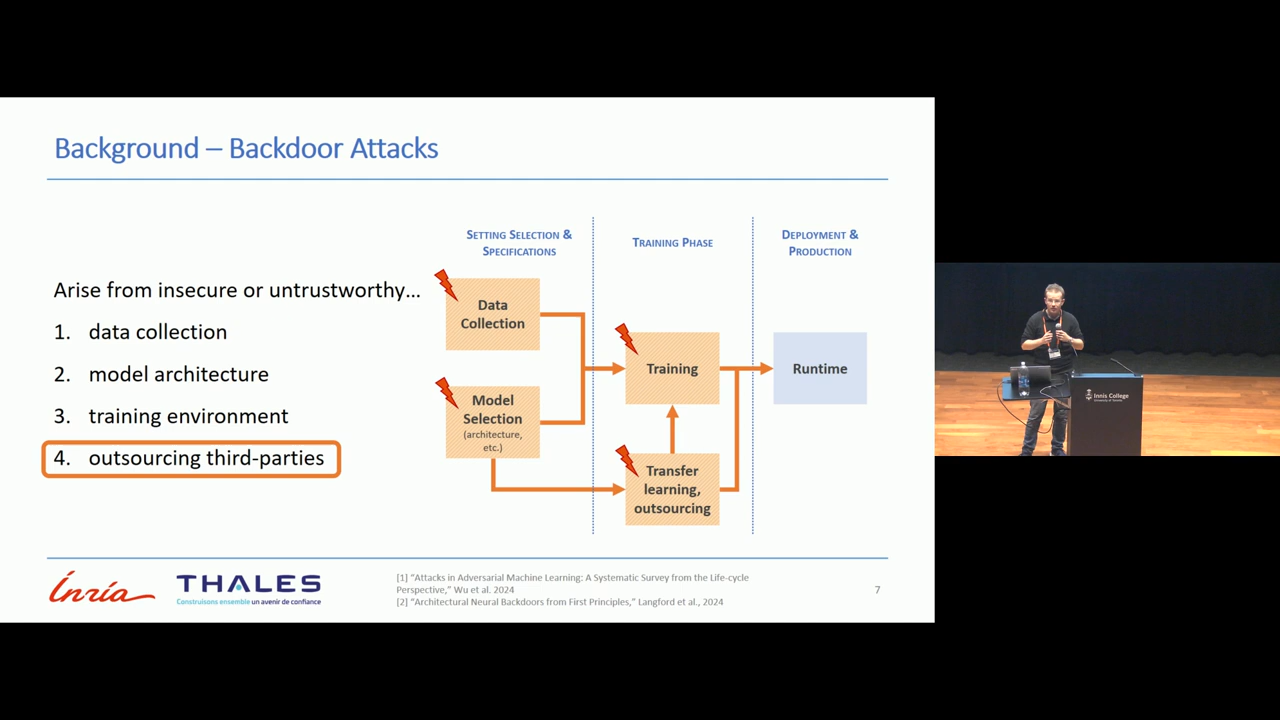 Background – Backdoor Attacks
Arise from insecure or untrustworthy...
1. data collection
2. model architecture
3. training environment
4. outsourcing third-parties
SETTING SELECTION &
SPECIFICATIONS
TRAINING PHASE
DEPLOYMENT &
PRODUCTION
Data
Collection
Model
Selection
(architecture,
etc.)
Training
Transfer
learning,
outsourcing
Runtime
Inria
THALES
Construisons ensemble un avenir de confiance
[1] “Attacks in Adversarial Machine Learning: A Systematic Survey from the Life-cycle
Perspective,” Wu et al. 2024
[2] “Architectural Neural Backdoors from First Principles,” Langford et al., 2024
7
Innis College